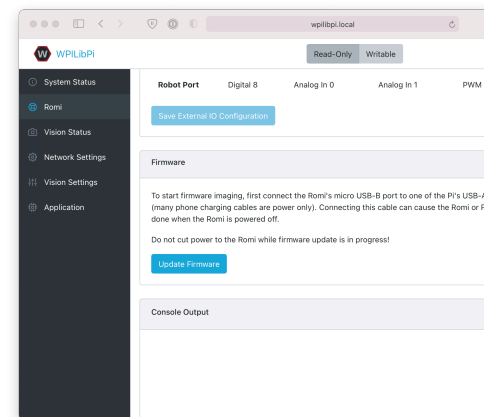 wpilibpi.local
WPILibPi
Read-Only Writable
System Status
Romi
Vision Status
Network Settings
Vision Settings
Application
Robot Port Digital 8 Analog In 0 Analog In 1 PWM
Save External IO Configuration
Firmware
To start firmware imaging, first connect the Romi's micro USB-B port to one of the Pi's USB-A
(many phone charging cables are power only). Connecting this cable can cause the Romi or
done when the Romi is powered off.
Do not cut power to the Romi while firmware update is in progress!
Update Firmware
Console Output